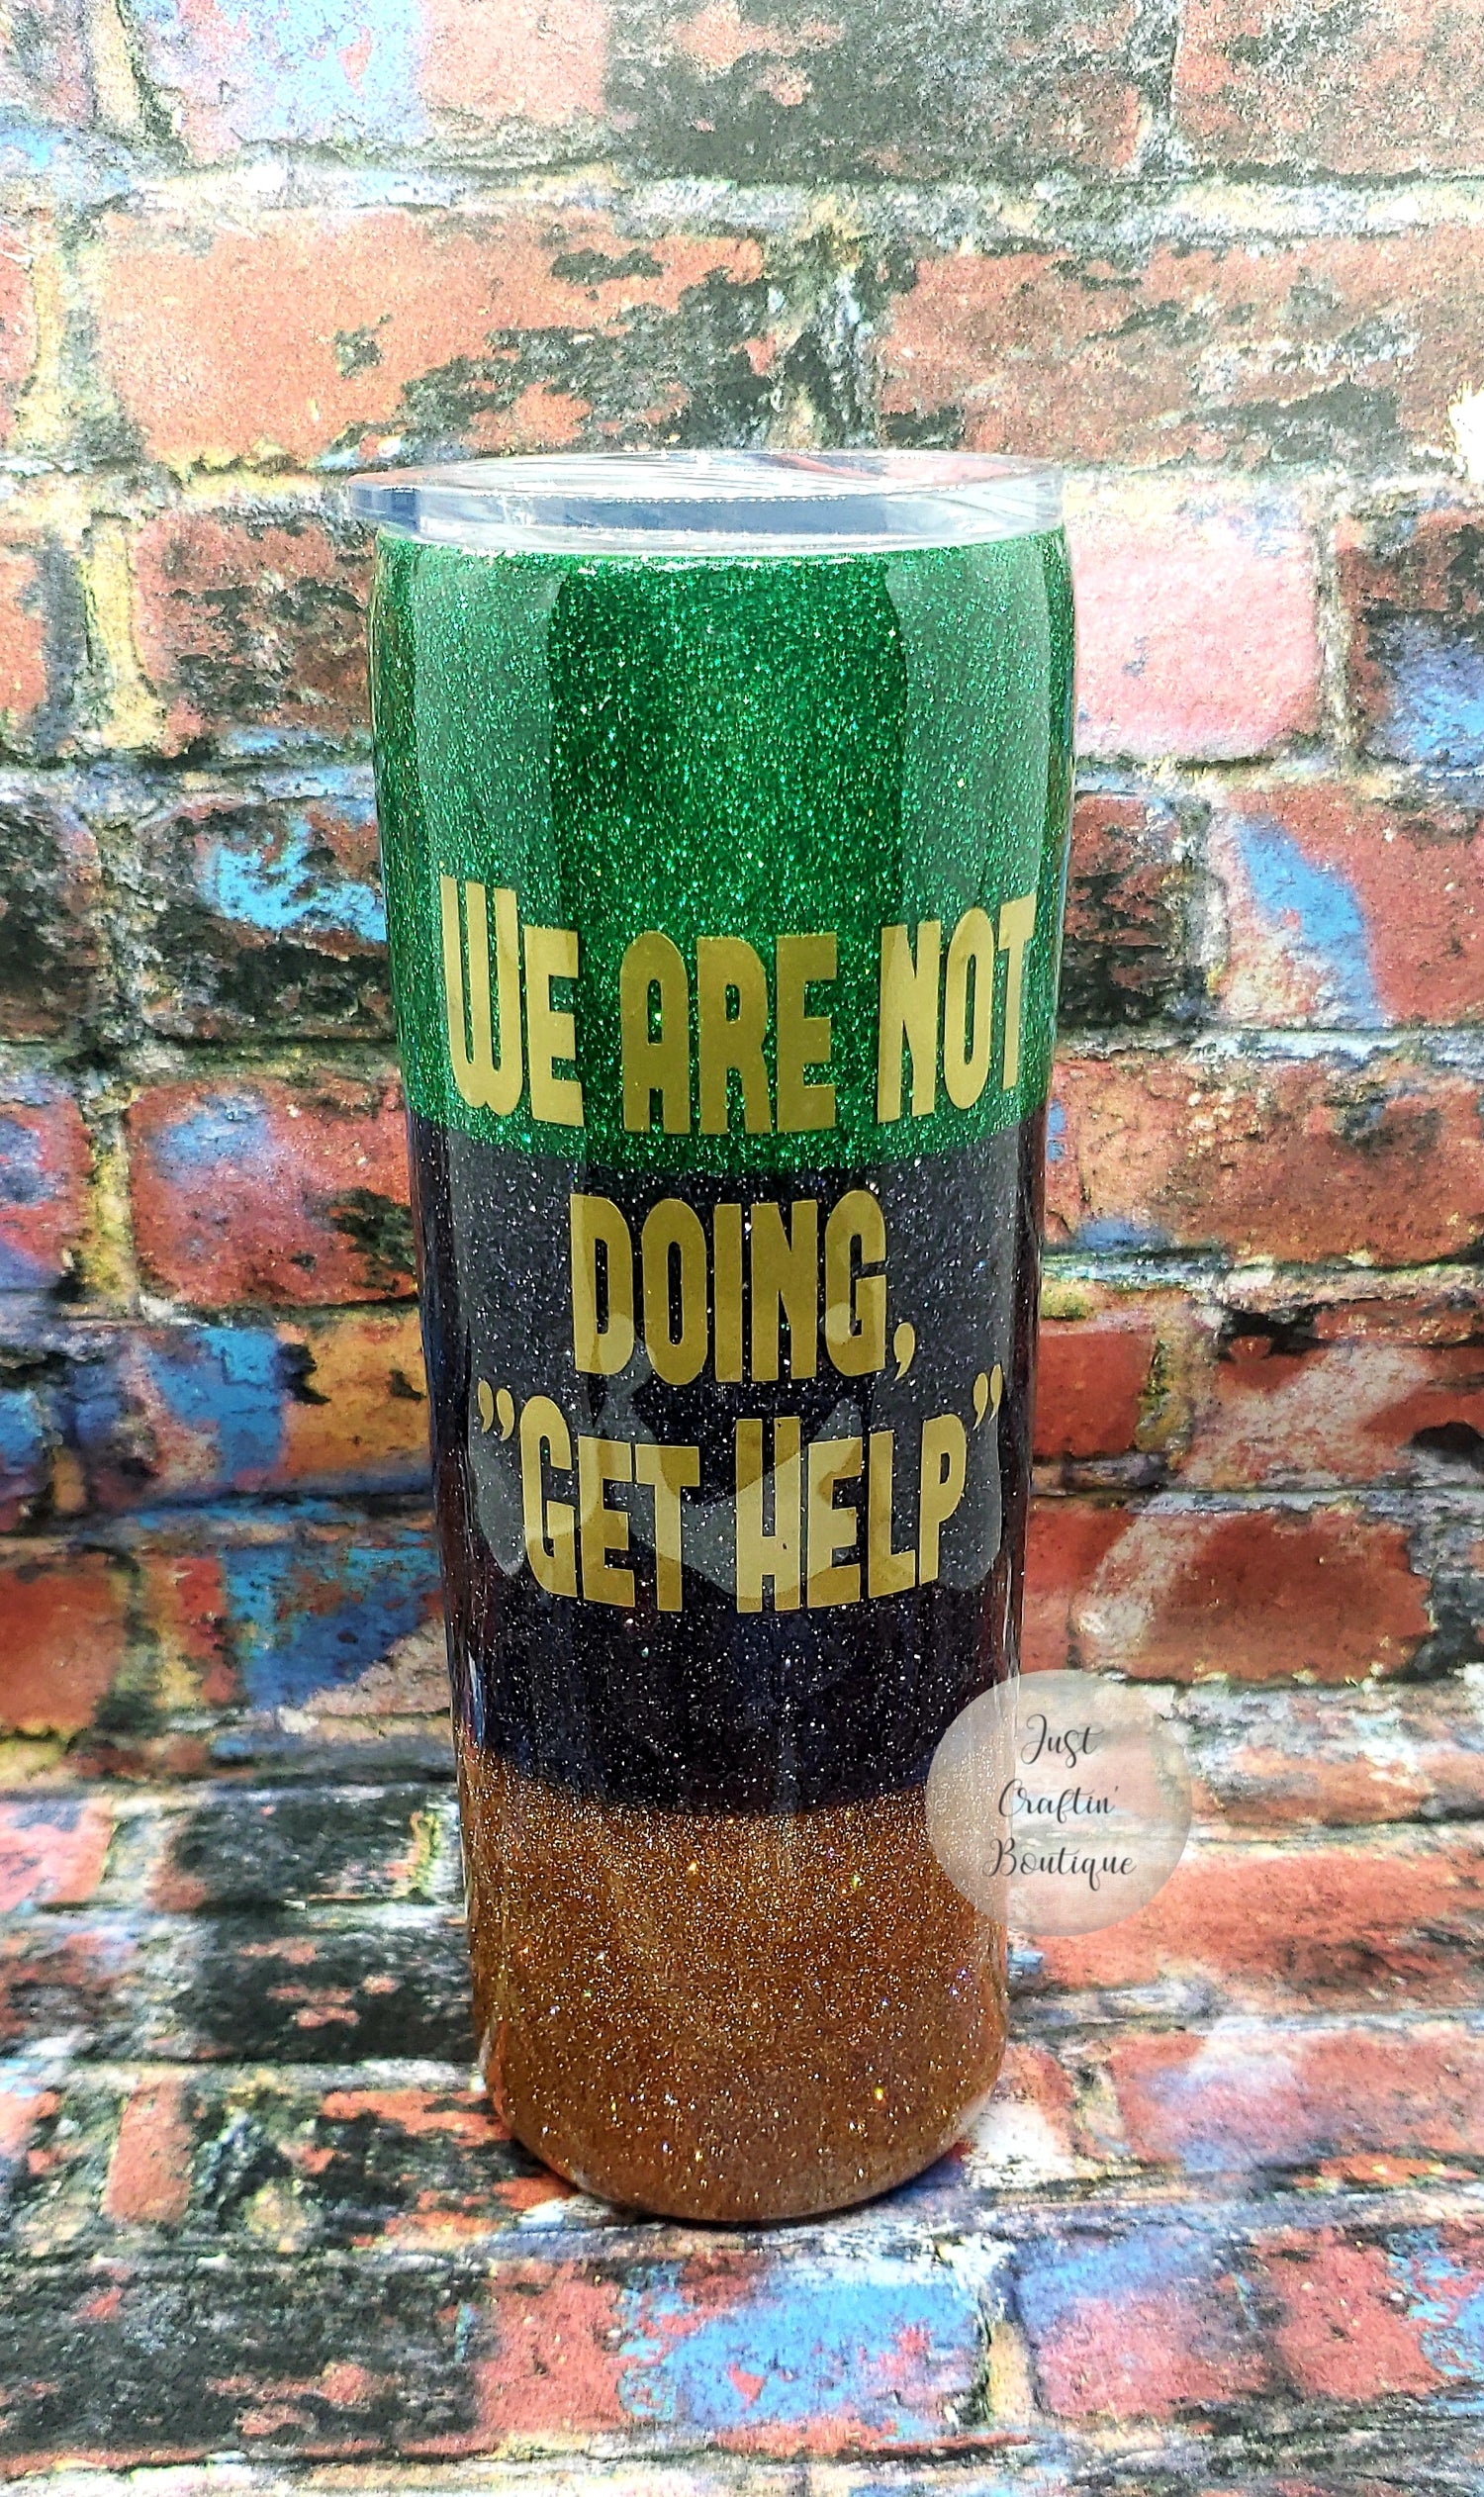 WE ARE NOT
DOING,
”GET HELP”
Just
Craftin'
Boutique